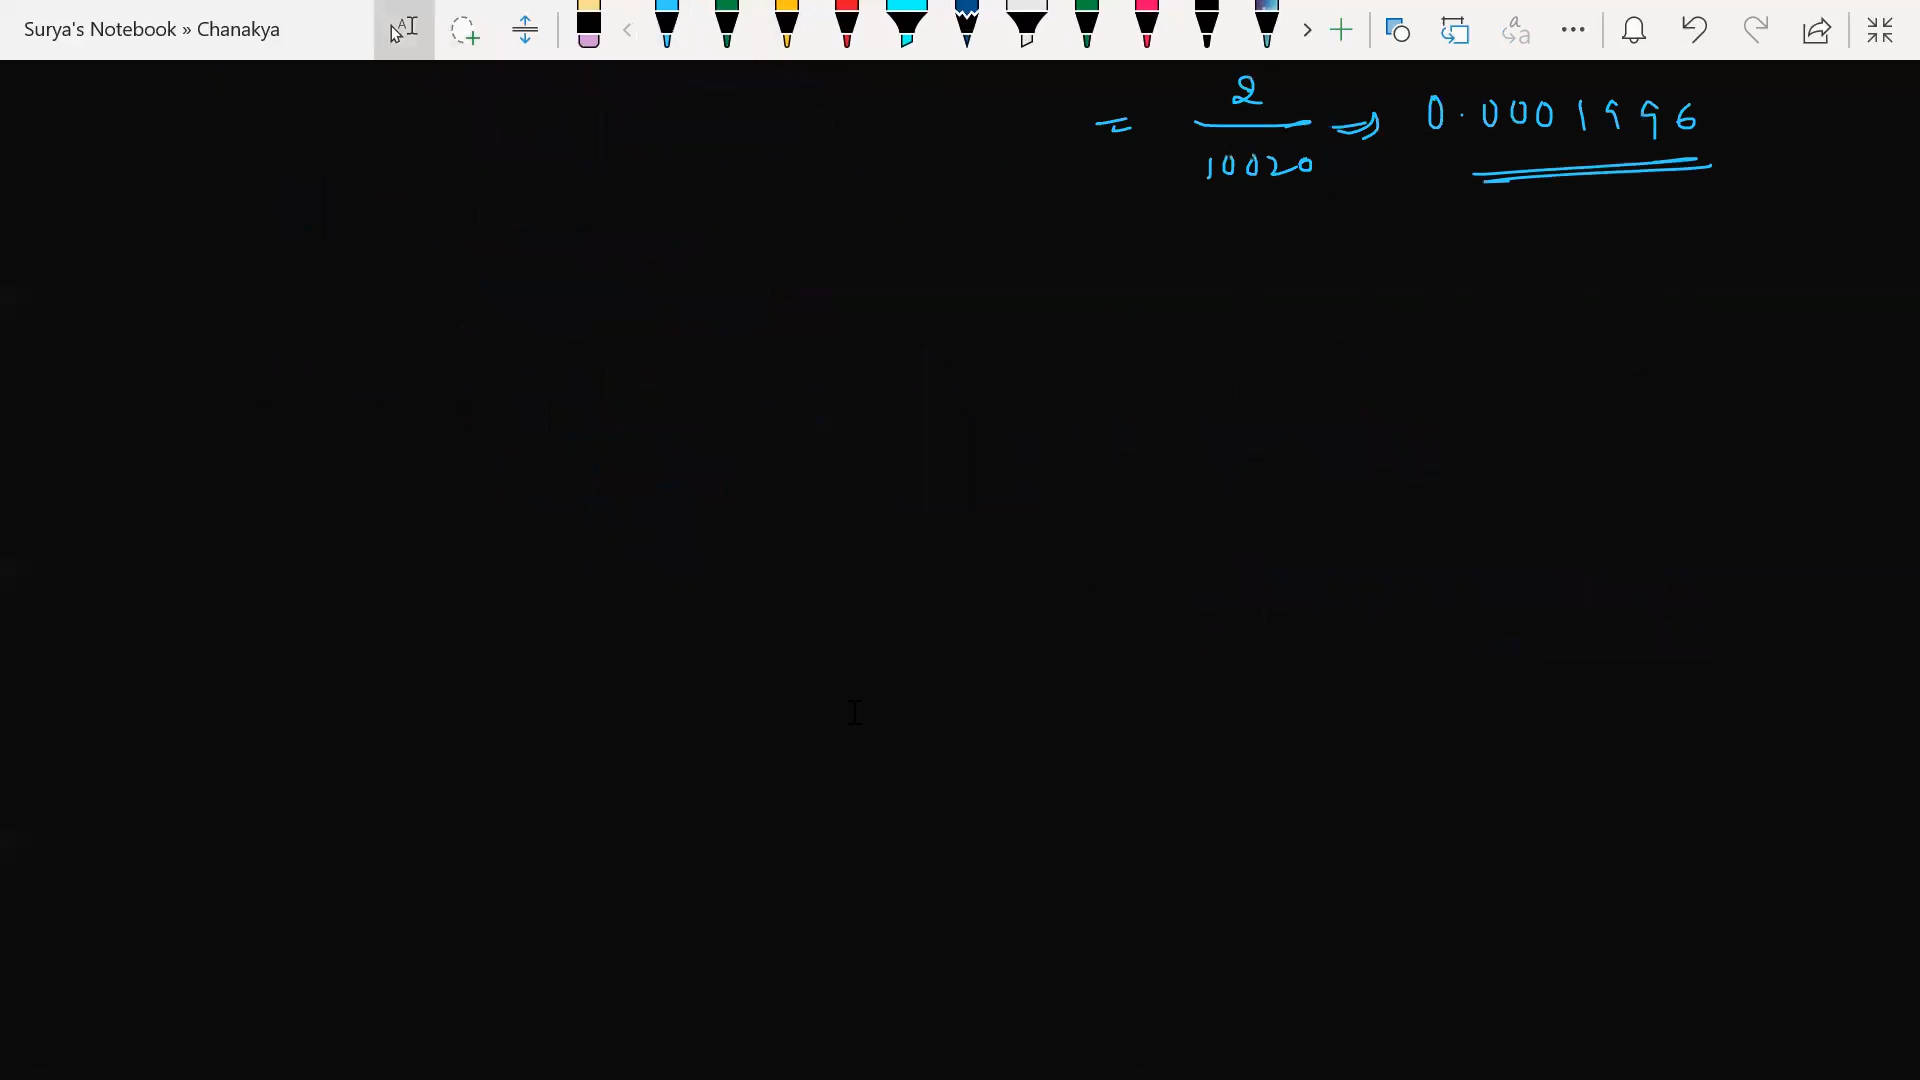 Surya's Notebook » Chanakya
= 2/10020 ⇒ 0.0001996